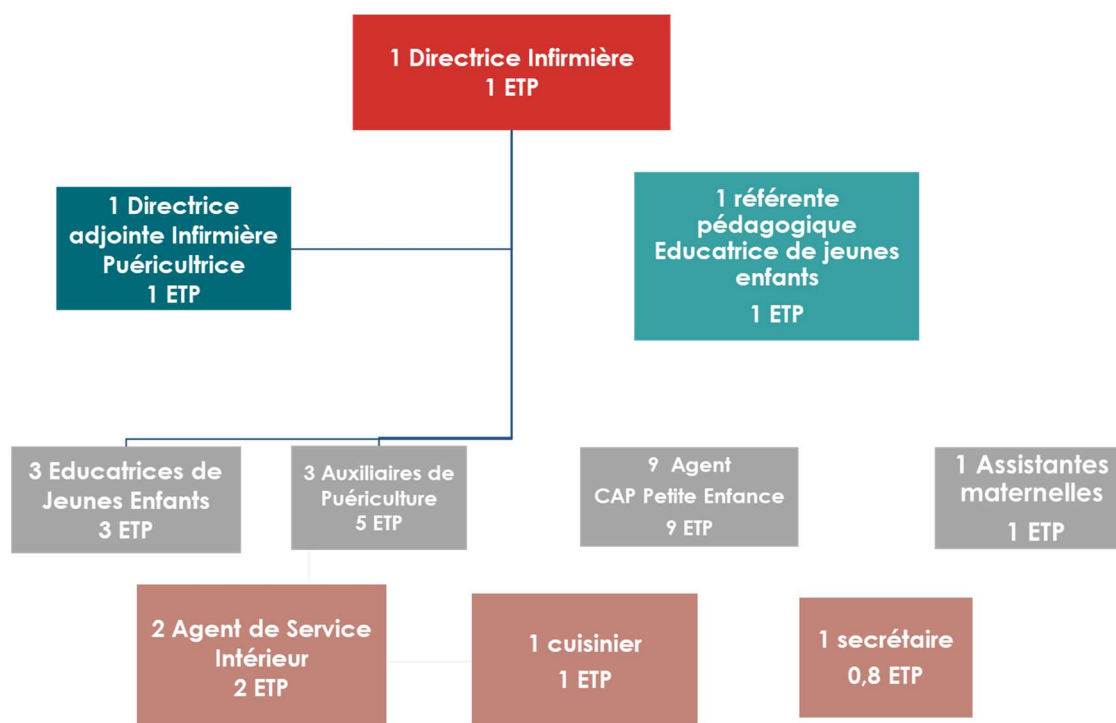 1 Directrice Infirmière
1 ETP
1 Directrice
adjointe Infirmière
Puéricultrice
1 ETP
1 référente
pédagogique
Educatrice de jeunes
enfants
1 ETP
3 Educatrices de
Jeunes Enfants
3 ETP
3 Auxiliaires de
Puériculture
5 ETP
9 Agent
CAP Petite Enfance
9 ETP
1 Assistantes
maternelles
1 ETP
2 Agent de Service
Intérieur
2 ETP
1 cuisinier
1 ETP
1 secrétaire
0,8 ETP